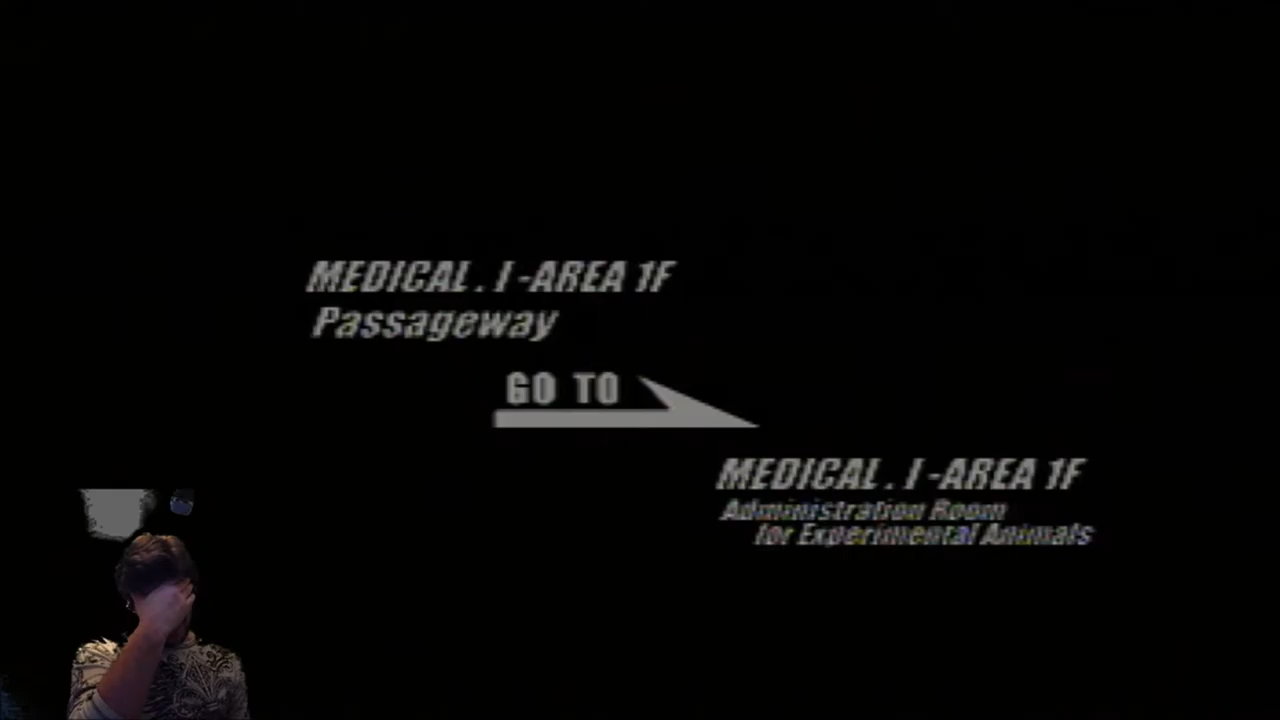 MEDICAL . I -AREA 1F
Passageway
GO TO
MEDICAL . I -AREA 1F
Administration Room
for Experimental Animals